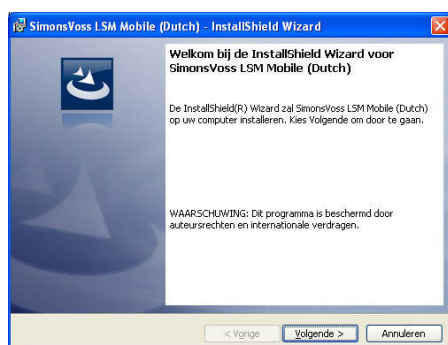 SimonsVoss LSM Mobile (Dutch) - InstallShield Wizard
Welkom bij de InstallShield Wizard voor
SimonsVoss LSM Mobile (Dutch)
De InstallShield(R) Wizard zal SimonsVoss LSM Mobile (Dutch)
op uw computer installeren. Kies Volgende om door te gaan.
WAARSCHUWING: Dit programma is beschermd door
auteursrechten en internationale verdragen.
< Vorige Volgende > Annuleren